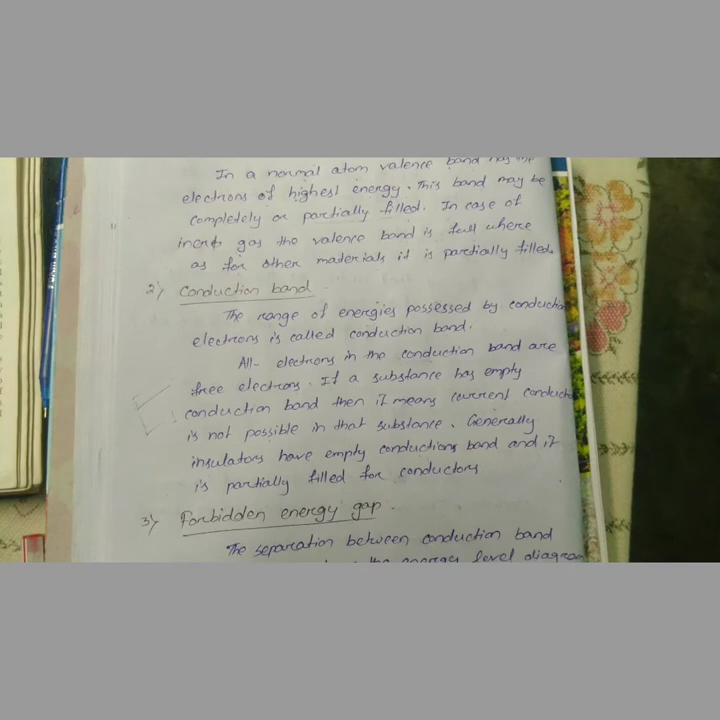 In a normal atom valence band has the
electrons of highest energy. This band may be
completely or partially filled. In case of
inert gas the valence band is full where
as for other materials it is partially filled.
2) Conduction band
The range of energies possessed by conduction
electrons is called conduction band.
All- electrons in the conduction band are
free electrons. If a substance has empty
conduction band then it means current conduct
is not possible in that substance. Generally
insulators have empty conductions band and it
is partially filled for conductors
3) Forbidden energy gap.
The separation between conduction band
the energy level diagram